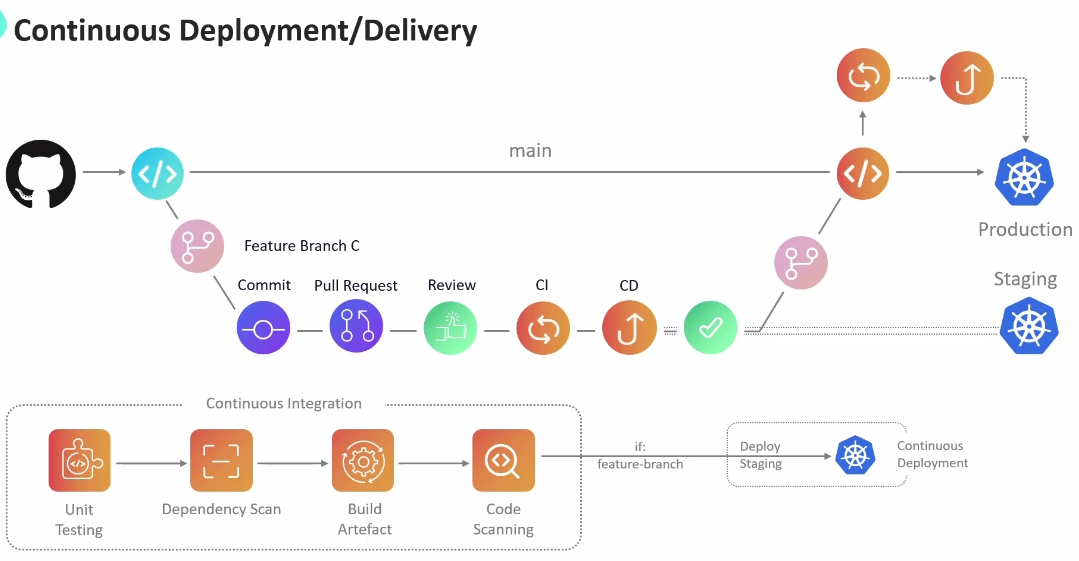 Continuous Deployment/Delivery
main
Production
Feature Branch C
Staging
Commit
Pull Request
Review
CI
CD
Continuous Integration
if:
feature-branch
Deploy
Staging
Continuous
Deployment
Unit
Testing
Dependency Scan
Build
Artefact
Code
Scanning